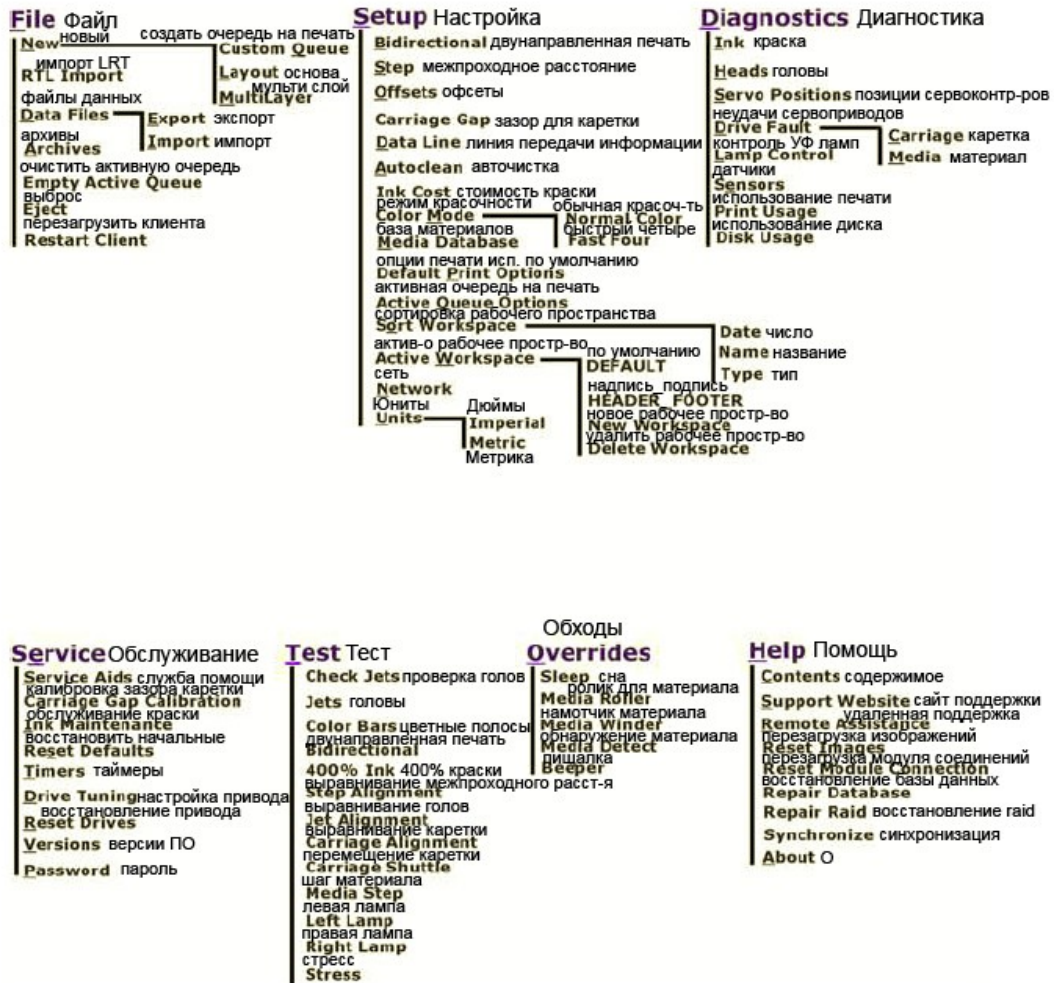 File Файл
новый
New
создать очередь на печать
Custom Queue
Layout основа
мульти слой
MultiLayer
импорт LRT
RTL Import
файлы данных
Data Files
Export экспорт
Import импорт
архивы
Archives
очистить активную очередь
Empty Active Queue
выброс
Eject
перезагрузить клиента
Restart Client
Setup Настройка
Bidirectional двунаправленная печать
Step межпроходное расстояние
Offsets офсеты
Carriage Gap зазор для каретки
Data Line линия передачи информации
Autoclean авточистка
Ink Cost стоимость краски
режим красочности
Color Mode
обычная красоч-ть
Normal Color
быстрый четыре
Fast Four
база материалов
Media Database
опции печати исп. по умолчанию
Default Print Options
активная очередь на печать
Active Queue Options
сортировка рабочего пространства
Sort Workspace
Date число
Name название
Type тип
актив-о рабочее простр-во
Active Workspace
по умолчанию
DEFAULT
надпись_подпись
HEADER_FOOTER
новое рабочее простр-во
New Workspace
удалить рабочее простр-во
Delete Workspace
сеть
Network
Юниты
Units
Дюймы
Imperial
Metric
Метрика
Diagnostics Диагностика
Ink краска
Heads головы
Servo Positions позиции сервоконтр-ров
неудачи сервоприводов
Drive Fault
Carriage каретка
Media материал
контроль УФ ламп
Lamp Control
датчики
Sensors
использование печати
Print Usage
использование диска
Disk Usage
Service Обслуживание
Service Aids служба помощи
калибровка зазора каретки
Carriage Gap Calibration
обслуживание краски
Ink Maintenance
восстановить начальные
Reset Defaults
Timers таймеры
Drive Tuning настройка привода
восстановление привода
Reset Drives
Versions версии ПО
Password пароль
Test Тест
Check Jets проверка голов
Jets головы
Color Bars цветные полосы
двунаправленная печать
Bidirectional
400% Ink 400% краски
выравнивание межпроходного расст-я
Step Alignment
выравнивание голов
Jet Alignment
выравнивание каретки
Carriage Alignment
перемещение каретки
Carriage Shuttle
шаг материала
Media Step
левая лампа
Left Lamp
правая лампа
Right Lamp
стресс
Stress
Обходы
Overrides
Sleep сна
ролик для материала
Media Roller
намотчик материала
Media Winder
обнаружение материала
Media Detect
пищалка
Beeper
Help Помощь
Contents содержимое
Support Website сайт поддержки
удаленная поддержка
Remote Assistance
перезагрузка изображений
Reset Images
перезагрузка модуля соединений
Reset Module Connection
восстановление базы данных
Repair Database
Repair Raid восстановление raid
Synchronize синхронизация
About О